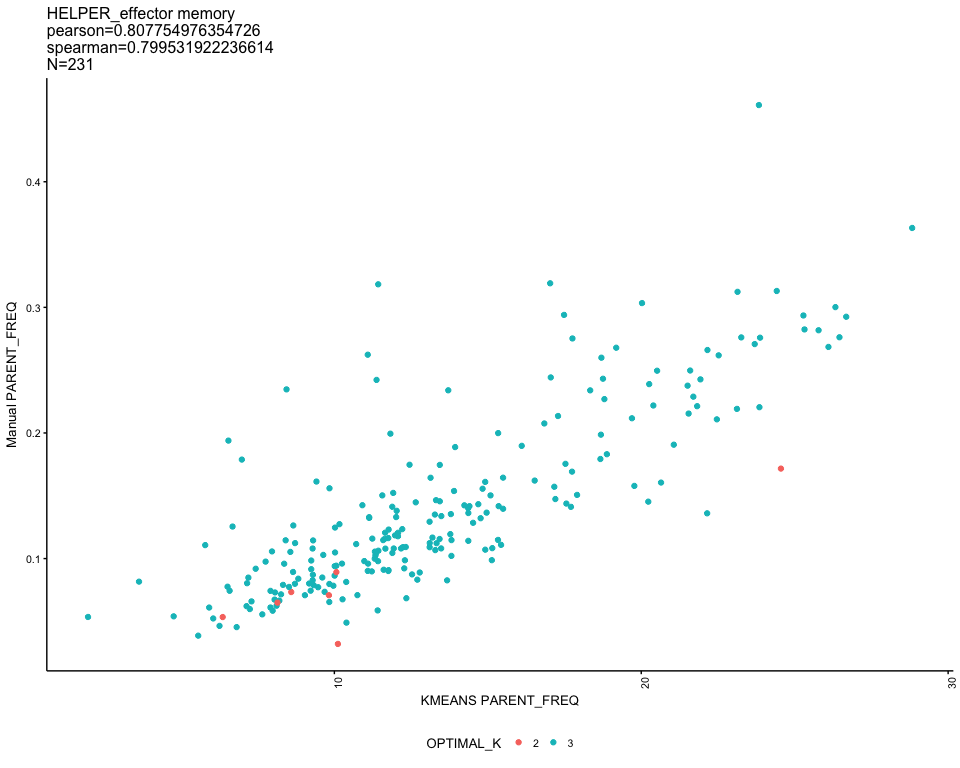 HELPER_effector memory
pearson=0.807754976354726
spearman=0.799531922236614
N=231
Manual PARENT_FREQ
0.4
0.3
0.2
0.1
10
20
30
KMEANS PARENT_FREQ
OPTIMAL_K 2 3